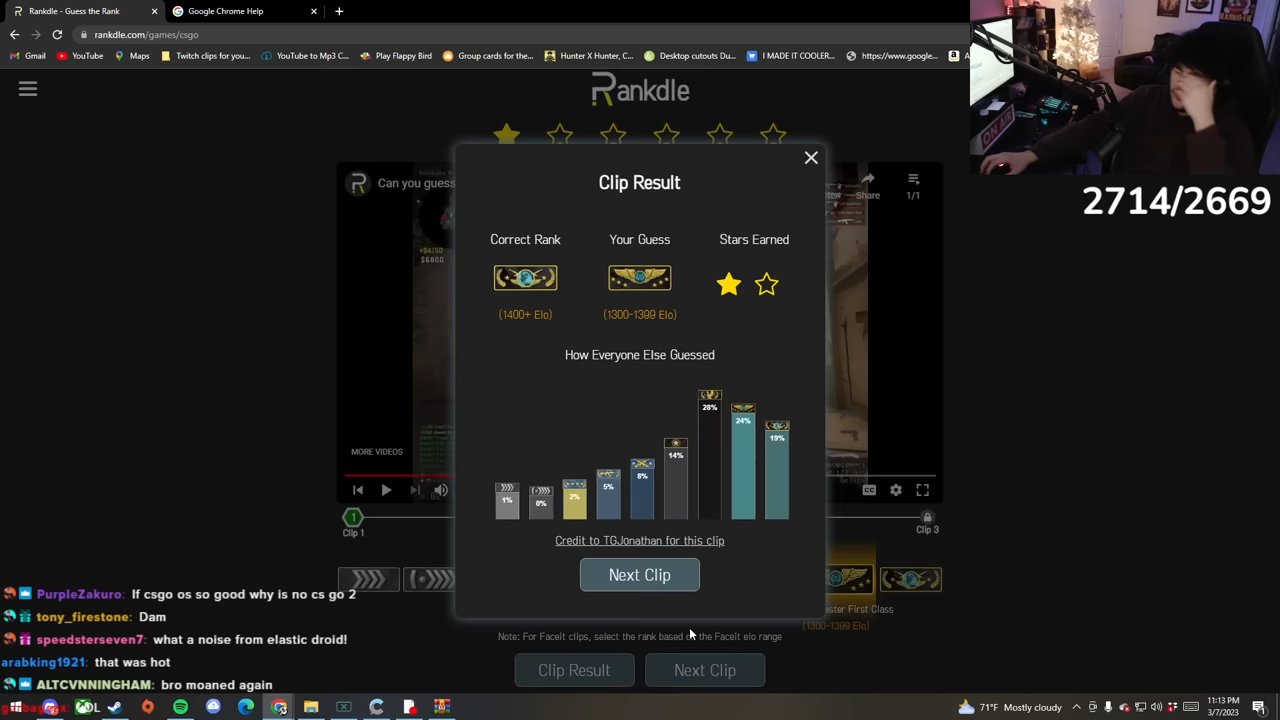 Rankdle - Guess the Rank
Google Chrome Help
rankdle.com/games/csgo
Gmail
YouTube
Maps
Twitch clips for you...
YouTube to Mp3 C...
Play Flappy Bird
Group cards for the...
Hunter X Hunter, C...
Desktop cutouts Du...
I MADE IT COOLER...
https://www.google...
Rankdle
ON AIR
2714/2669
Can you guess
Share
1/1
+$4750
$6800
Clip Result
Correct Rank
Your Guess
Stars Earned
(1400+ Elo)
(1300-1399 Elo)
How Everyone Else Guessed
1%
0%
2%
5%
8%
14%
28%
24%
19%
MORE VIDEOS
Credit to TGJonathan for this clip
Next Clip
1
Clip 1
Clip 3
aster First Class
(1300-1399 Elo)
Note: For Faceit clips, select the rank based on the Faceit elo range
Clip Result
Next Clip
PurpleZakuro: If csgo os so good why is no cs go 2
tony_firestone: Dam
speedsterseven7: what a noise from elastic droid!
arabking1921: that was hot
ALTCVNNINGHAM: bro moaned again
71°F Mostly cloudy
11:13 PM
3/7/2023